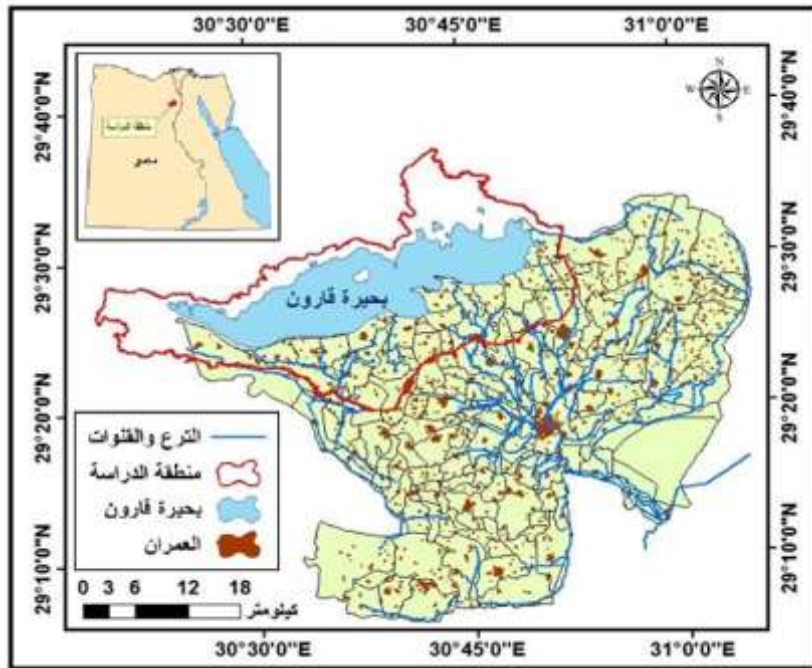 30°30'0"E 30°45'0"E 31°0'0"E
N
W E
S
منطقة الدراسة
مصر
29°40'0"N 29°40'0"N
29°30'0"N 29°30'0"N
بحيرة قارون
29°20'0"N 29°20'0"N
الترع والقنوات
منطقة الدراسة
بحيرة قارون
العمران
29°10'0"N 29°10'0"N
0 3 6 12 18
كيلومتر
30°30'0"E 30°45'0"E 31°0'0"E